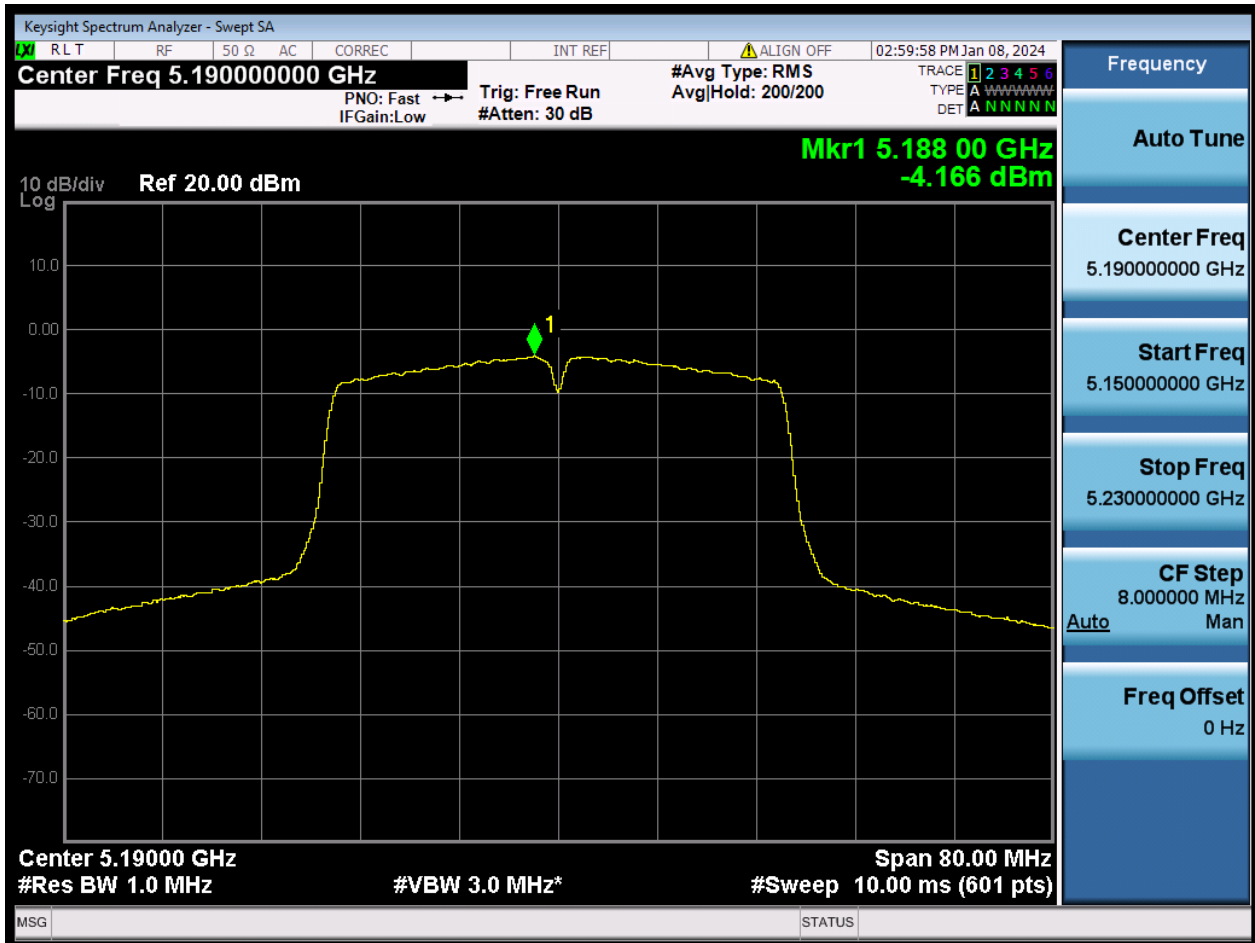 Keysight Spectrum Analyzer - Swept SA
LXI RLT RF 50 Ω AC CORREC INT REF ⚠ALIGN OFF 02:59:58 PM Jan 08, 2024
Center Freq 5.190000000 GHz
PNO: Fast
IFGain:Low
Trig: Free Run
#Atten: 30 dB
#Avg Type: RMS
Avg|Hold: 200/200
TRACE 1 2 3 4 5 6
TYPE A WWWWW
DET A N N N N N
Mkr1 5.188 00 GHz
-4.166 dBm
10 dB/div Ref 20.00 dBm
Log
10.0
0.00
1
-10.0
-20.0
-30.0
-40.0
-50.0
-60.0
-70.0
Center 5.19000 GHz Span 80.00 MHz
#Res BW 1.0 MHz #VBW 3.0 MHz* #Sweep 10.00 ms (601 pts)
MSG STATUS
Frequency
Auto Tune
Center Freq
5.190000000 GHz
Start Freq
5.150000000 GHz
Stop Freq
5.230000000 GHz
CF Step
8.000000 MHz
Auto Man
Freq Offset
0 Hz